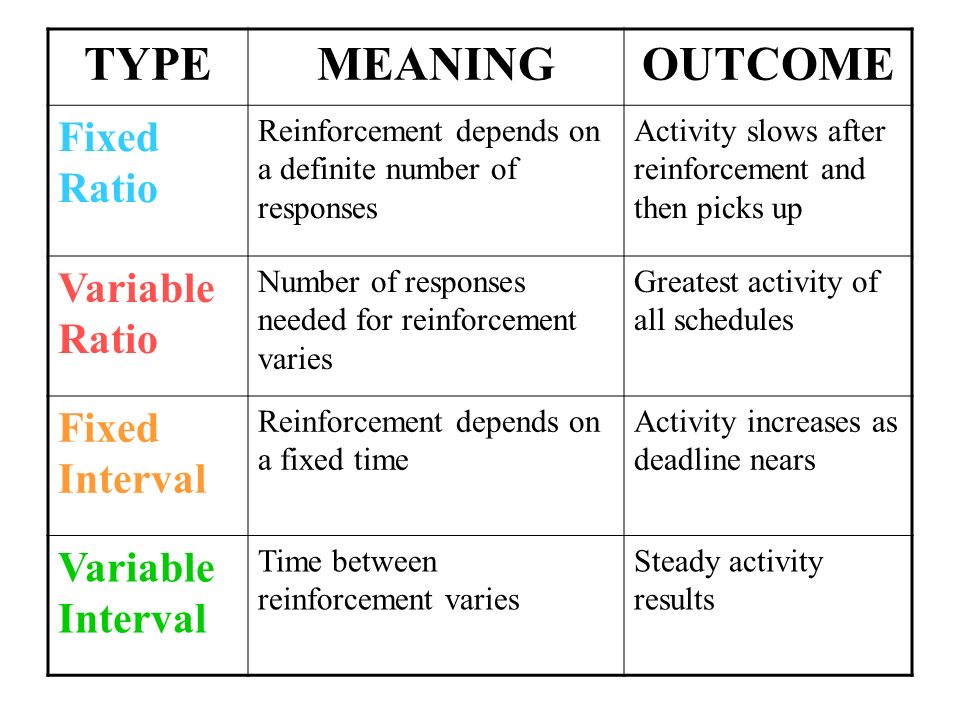 TYPE
MEANING
OUTCOME
Fixed
Ratio
Reinforcement depends on
a definite number of
responses
Activity slows after
reinforcement and
then picks up
Variable
Ratio
Number of responses
needed for reinforcement
varies
Greatest activity of
all schedules
Fixed
Interval
Reinforcement depends on
a fixed time
Activity increases as
deadline nears
Variable
Interval
Time between
reinforcement varies
Steady activity
results